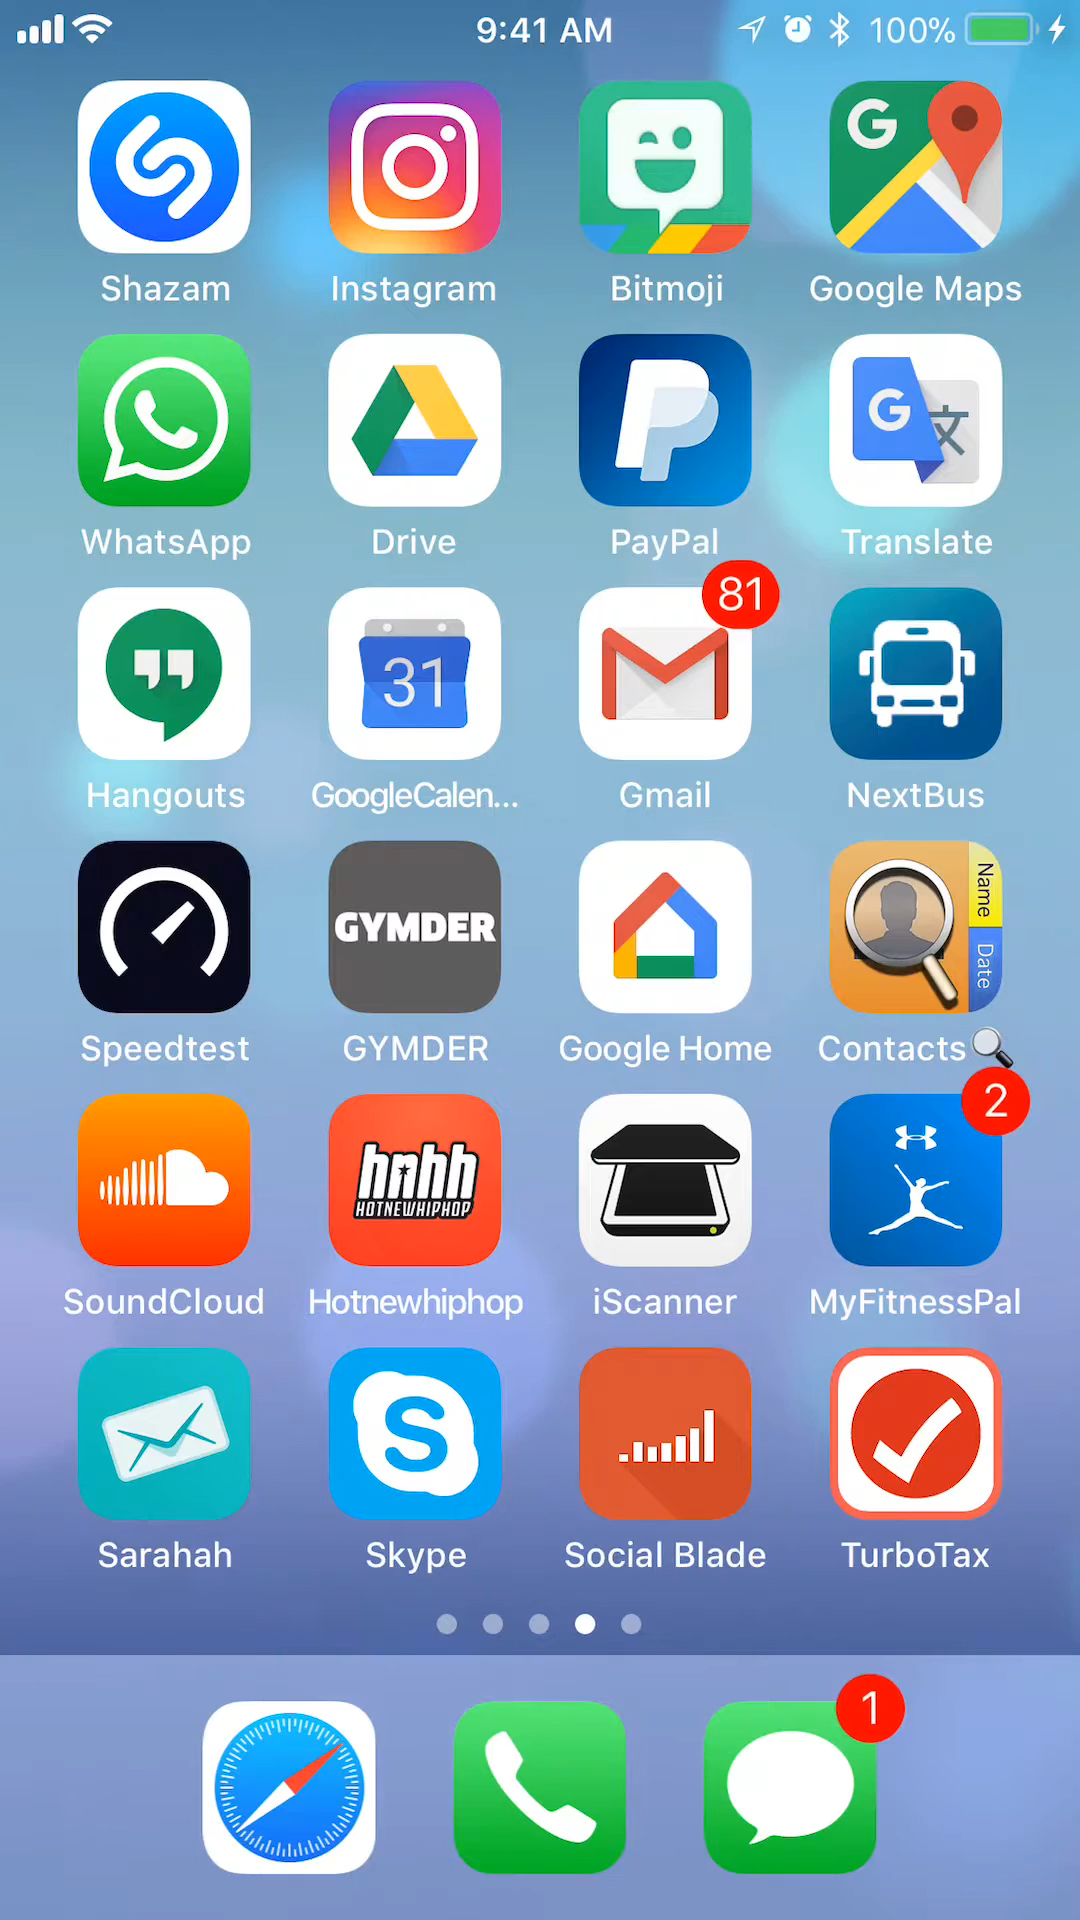 9:41 AM 100%
Shazam Instagram Bitmoji Google Maps
WhatsApp Drive PayPal Translate
81
31
Hangouts GoogleCalen... Gmail NextBus
GYMDER
Name
Date
Speedtest GYMDER Google Home Contacts
2
hnhh
HOTNEWHIPHOP
SoundCloud Hotnewhiphop iScanner MyFitnessPal
Sarahah Skype Social Blade TurboTax
1